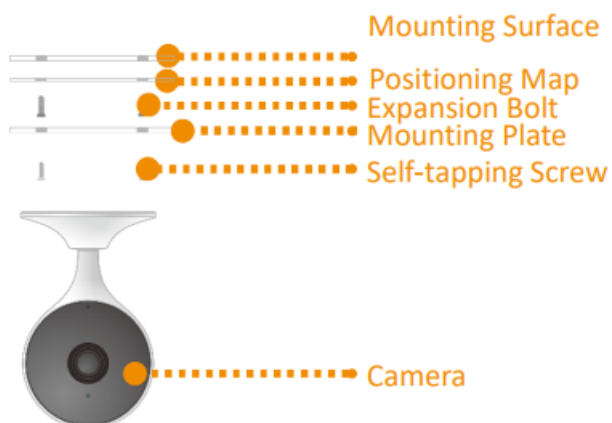 Mounting Surface
Positioning Map
Expansion Bolt
Mounting Plate
Self-tapping Screw
Camera